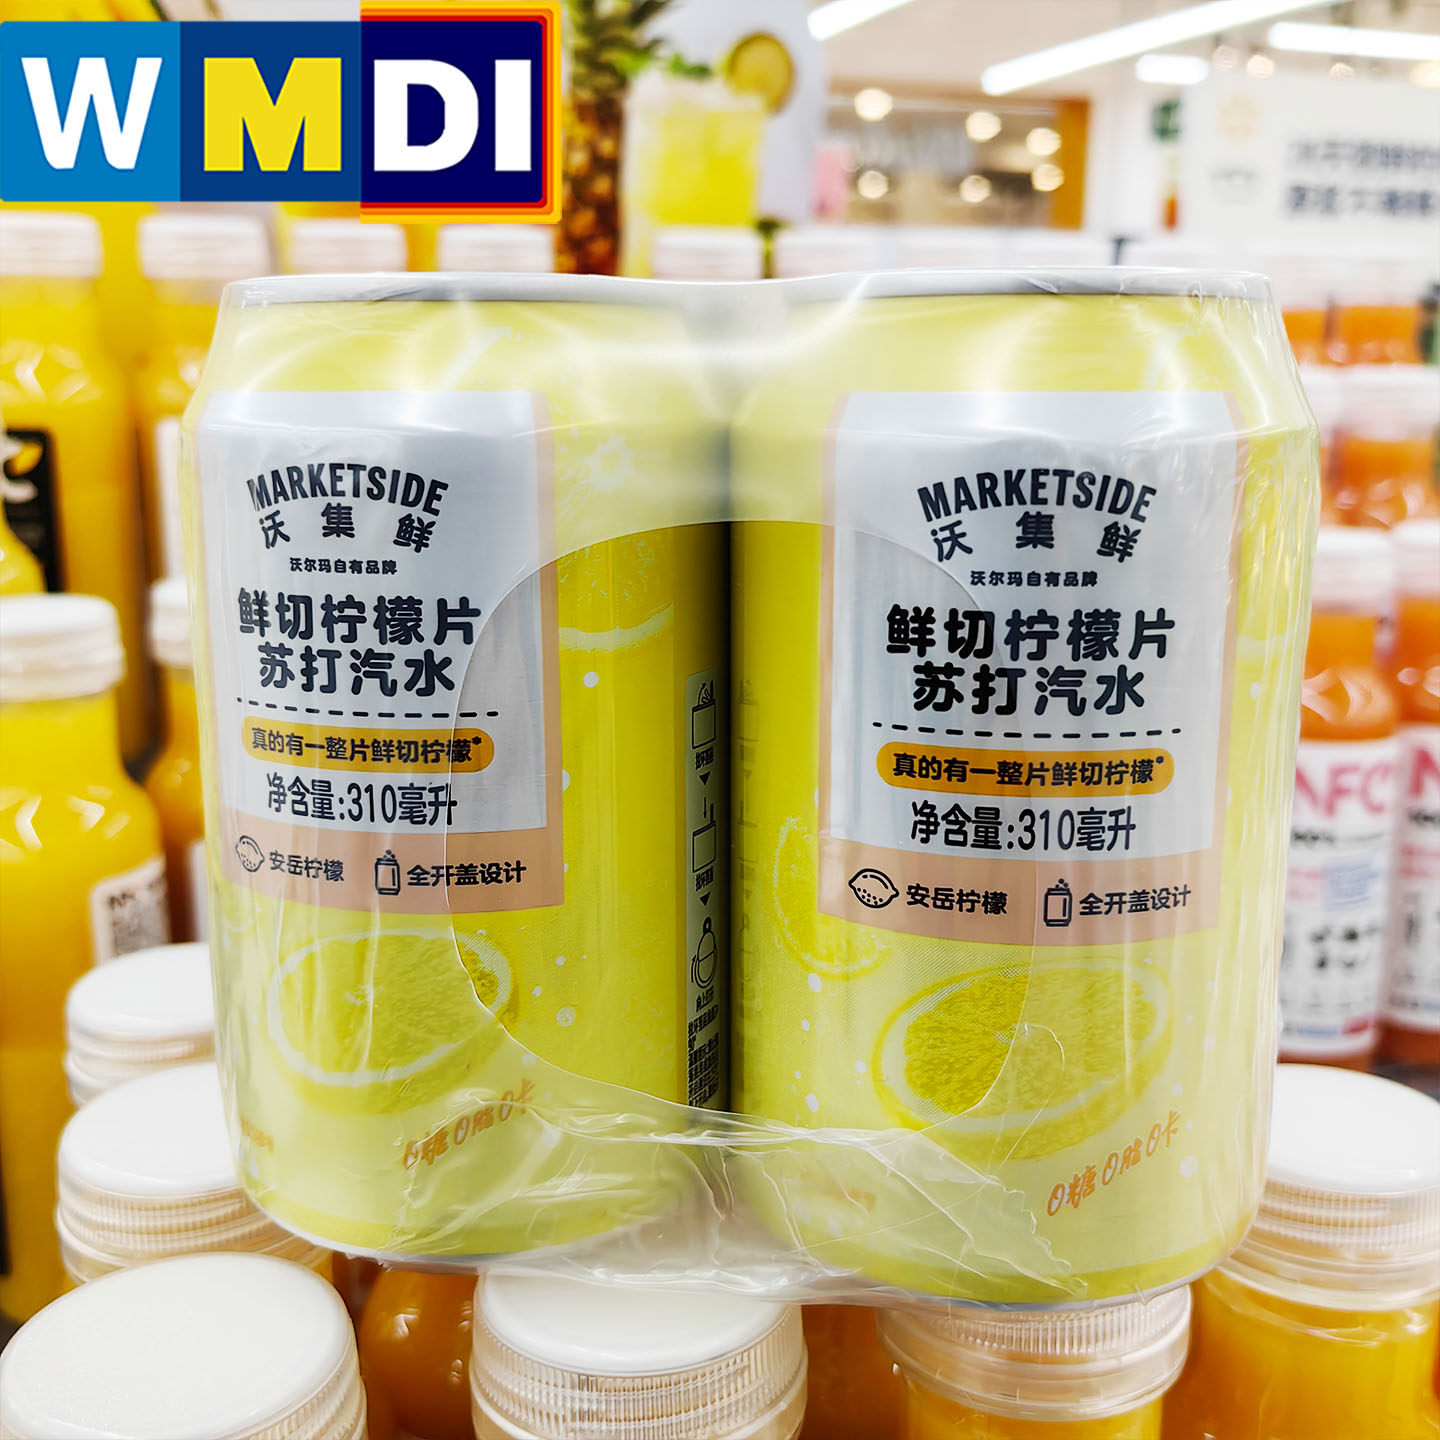 WMDI
MARKETSIDE
沃集鲜
沃尔玛自有品牌
鲜切柠檬片
苏打汽水
真的有一整片鲜切柠檬*
净含量:310毫升
安岳柠檬
全开盖设计
0糖0脂0卡
MARKETSIDE
沃集鲜
沃尔玛自有品牌
鲜切柠檬片
苏打汽水
真的有一整片鲜切柠檬*
净含量:310毫升
安岳柠檬
全开盖设计
0糖0脂0卡
NFC